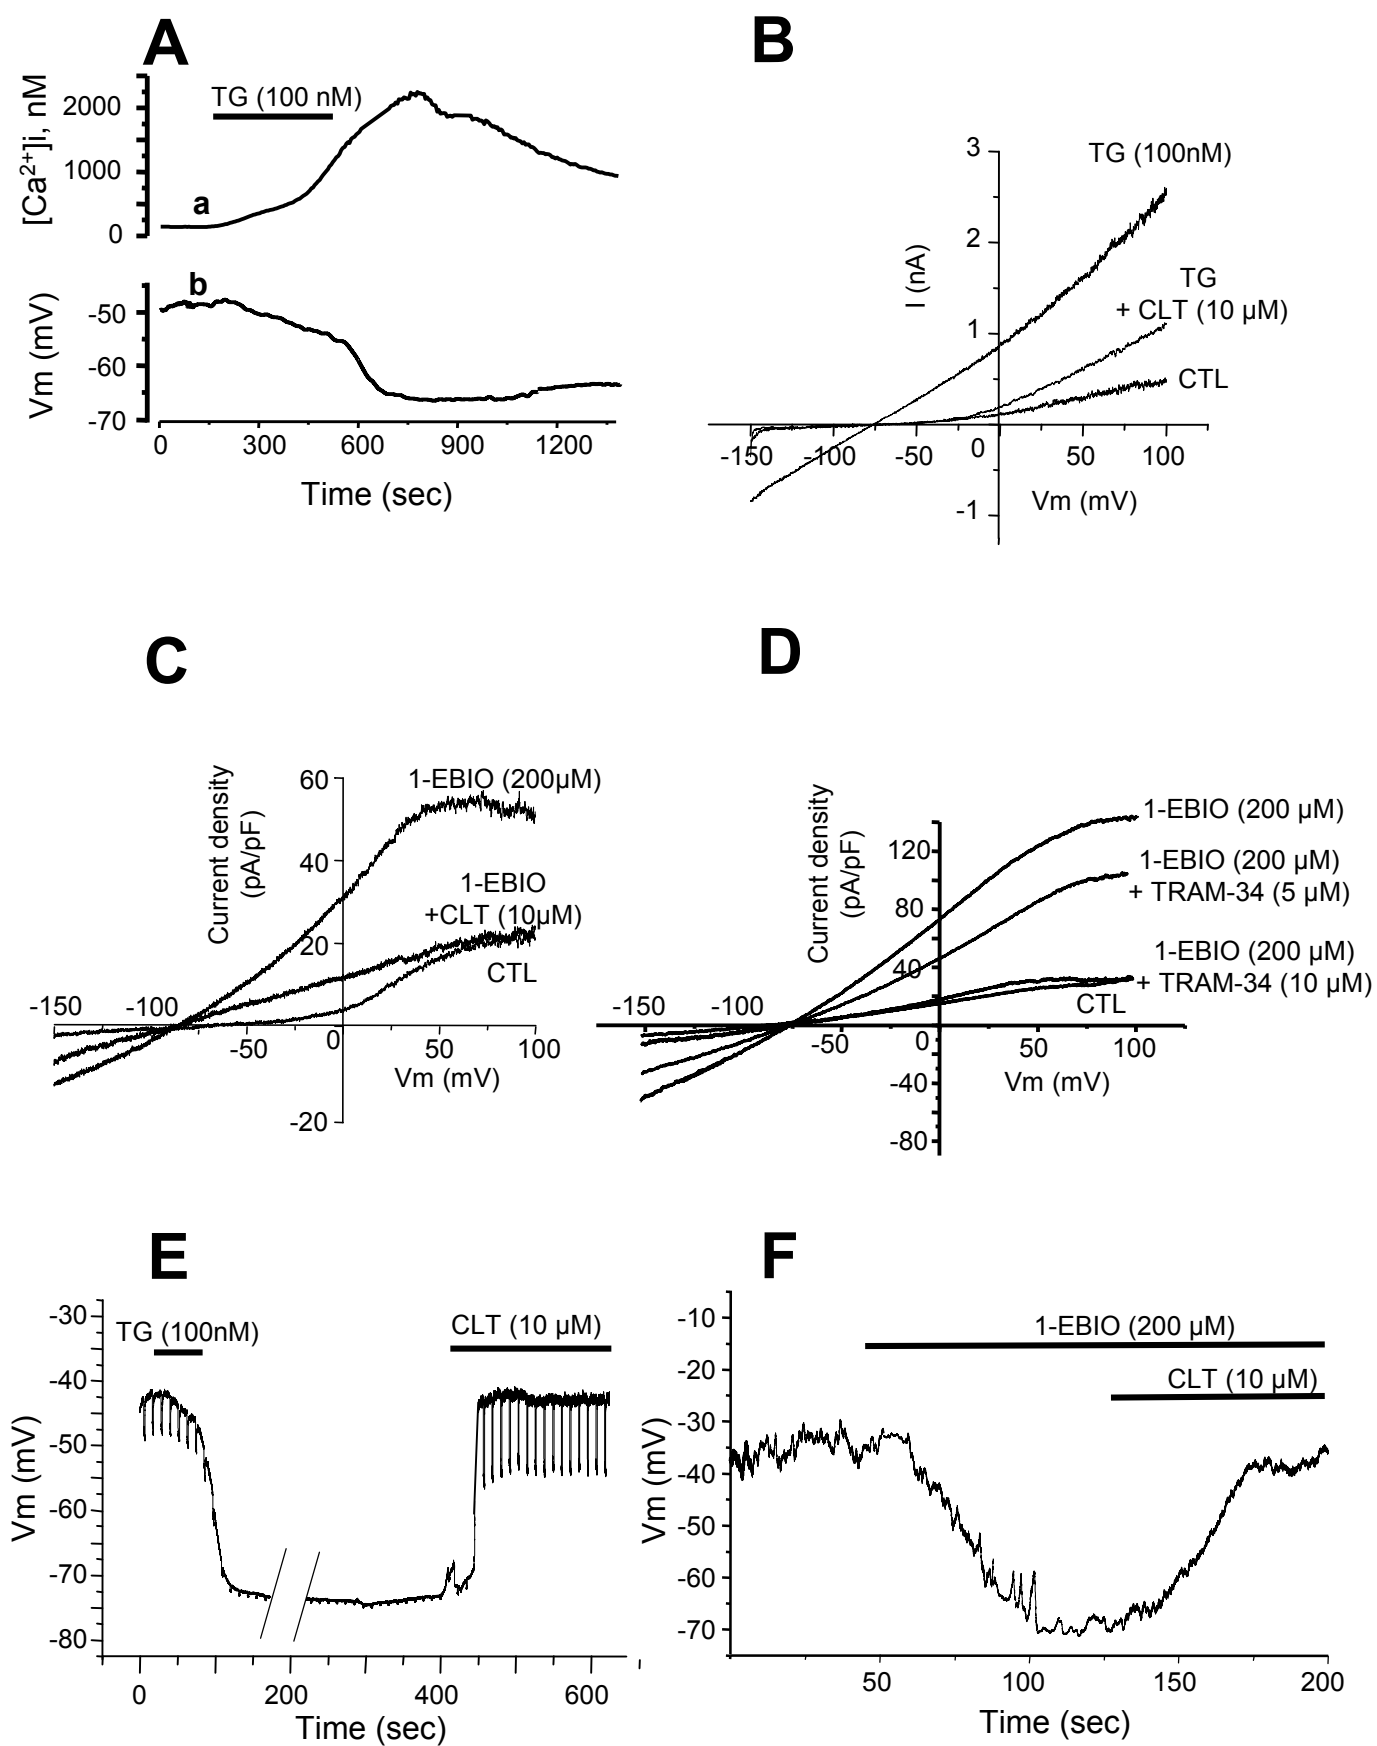 A
[Ca2+]i, nM
2000
1000
0
TG (100 nM)
a
Vm (mV)
-50
-60
-70
b
0 300 600 900 1200
Time (sec)
B
I (nA)
3
2
1
-1
TG (100nM)
TG
+ CLT (10 µM)
CTL
-150 -100 -50 0 50 100
Vm (mV)
C
Current density
(pA/pF)
60
40
20
-20
1-EBIO (200µM)
1-EBIO
+CLT (10µM)
CTL
-150 -100 -50 0 50 100
Vm (mV)
D
Current density
(pA/pF)
120
80
40
-40
-80
1-EBIO (200 µM)
1-EBIO (200 µM)
+ TRAM-34 (5 µM)
1-EBIO (200 µM)
+ TRAM-34 (10 µM)
CTL
-150 -100 -50 0 50 100
Vm (mV)
E
Vm (mV)
-30
-40
-50
-60
-70
-80
TG (100nM)
CLT (10 µM)
0 200 400 600
Time (sec)
F
Vm (mV)
-10
-30
-40
-50
-60
-70
1-EBIO (200 µM)
CLT (10 µM)
50 100 150 200
Time (sec)